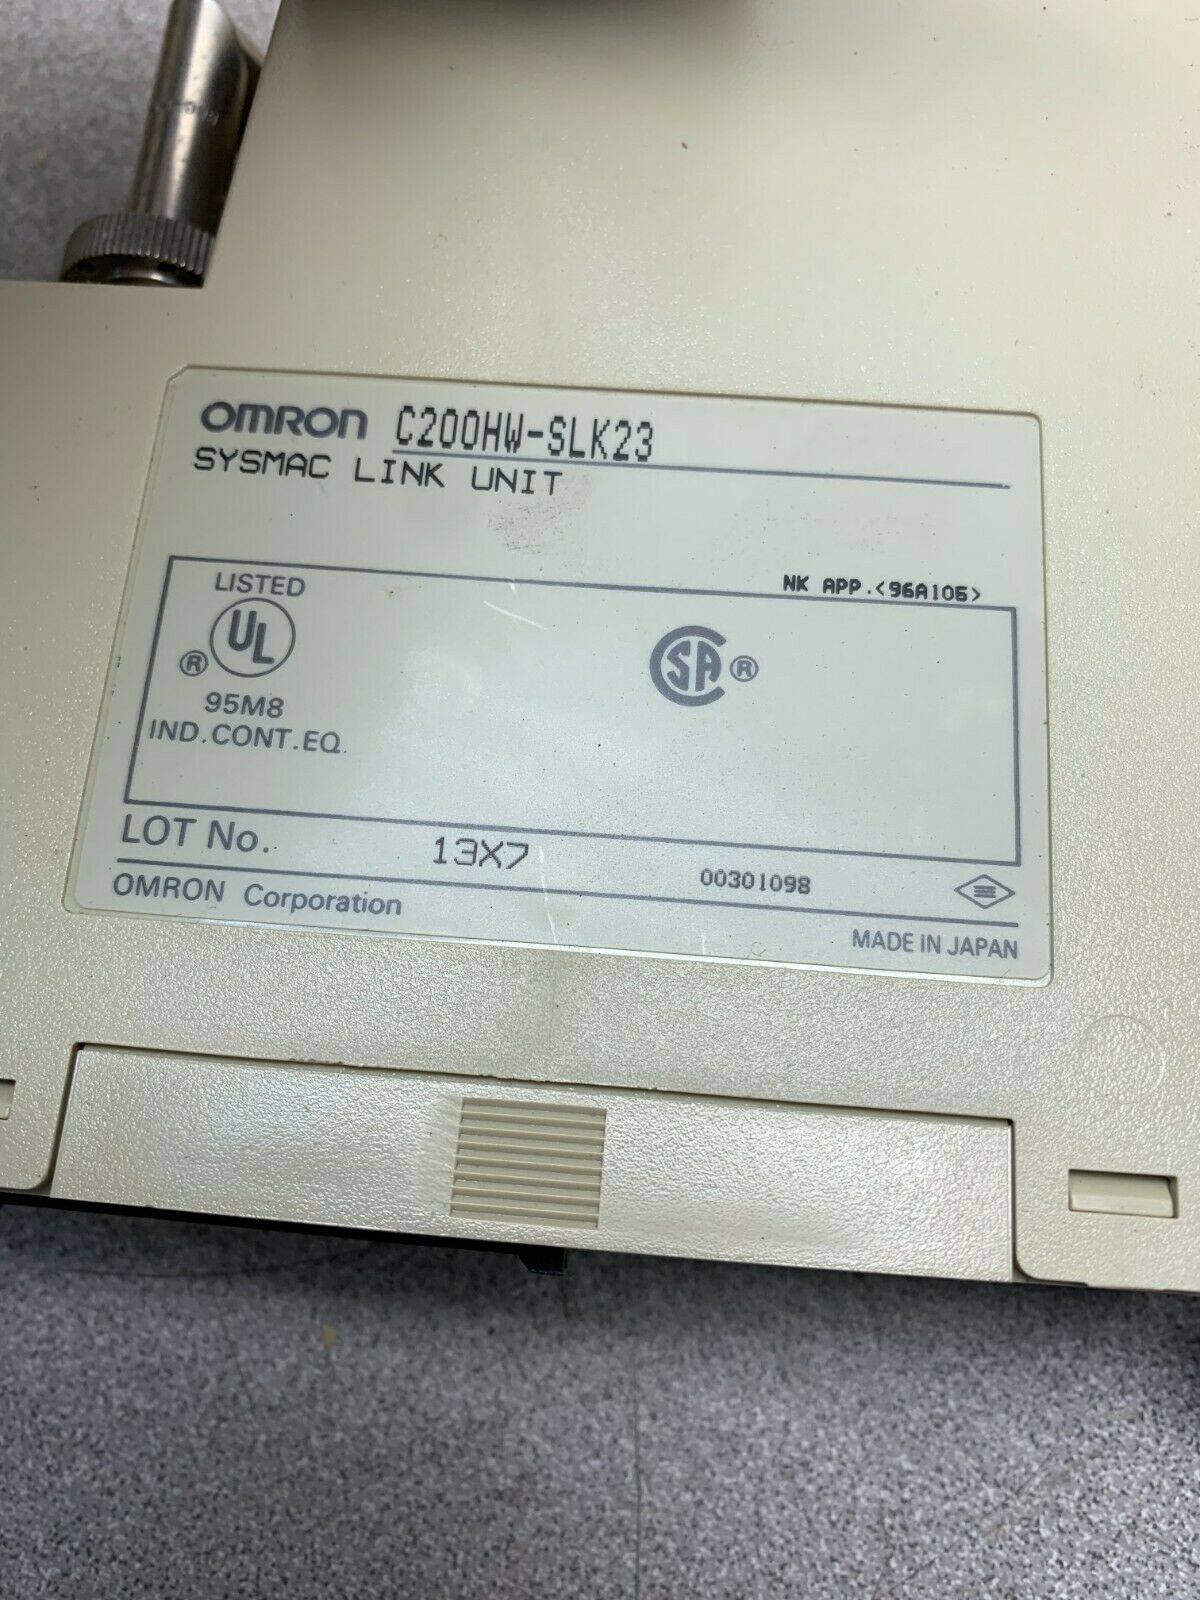 OMRON C200HW-SLK23
SYSMAC LINK UNIT
NK APP.<96A105>
LISTED
UL
®
95M8
IND.CONT.EQ.
SA ®
LOT No. 13X7 00301098
OMRON Corporation
MADE IN JAPAN